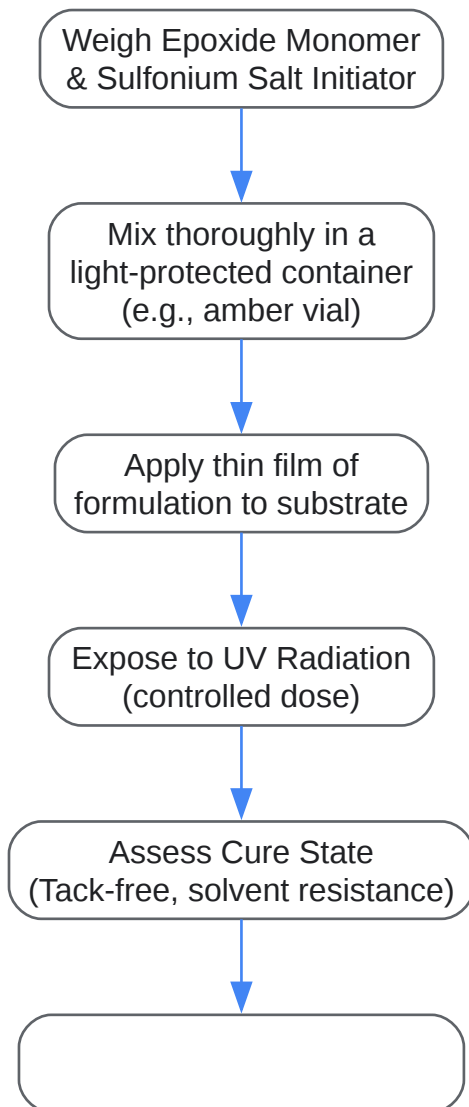 Weigh Epoxide Monomer
& Sulfonium Salt Initiator
Mix thoroughly in a
light-protected container
(e.g., amber vial)
Apply thin film of
formulation to substrate
Expose to UV Radiation
(controlled dose)
Assess Cure State
(Tack-free, solvent resistance)